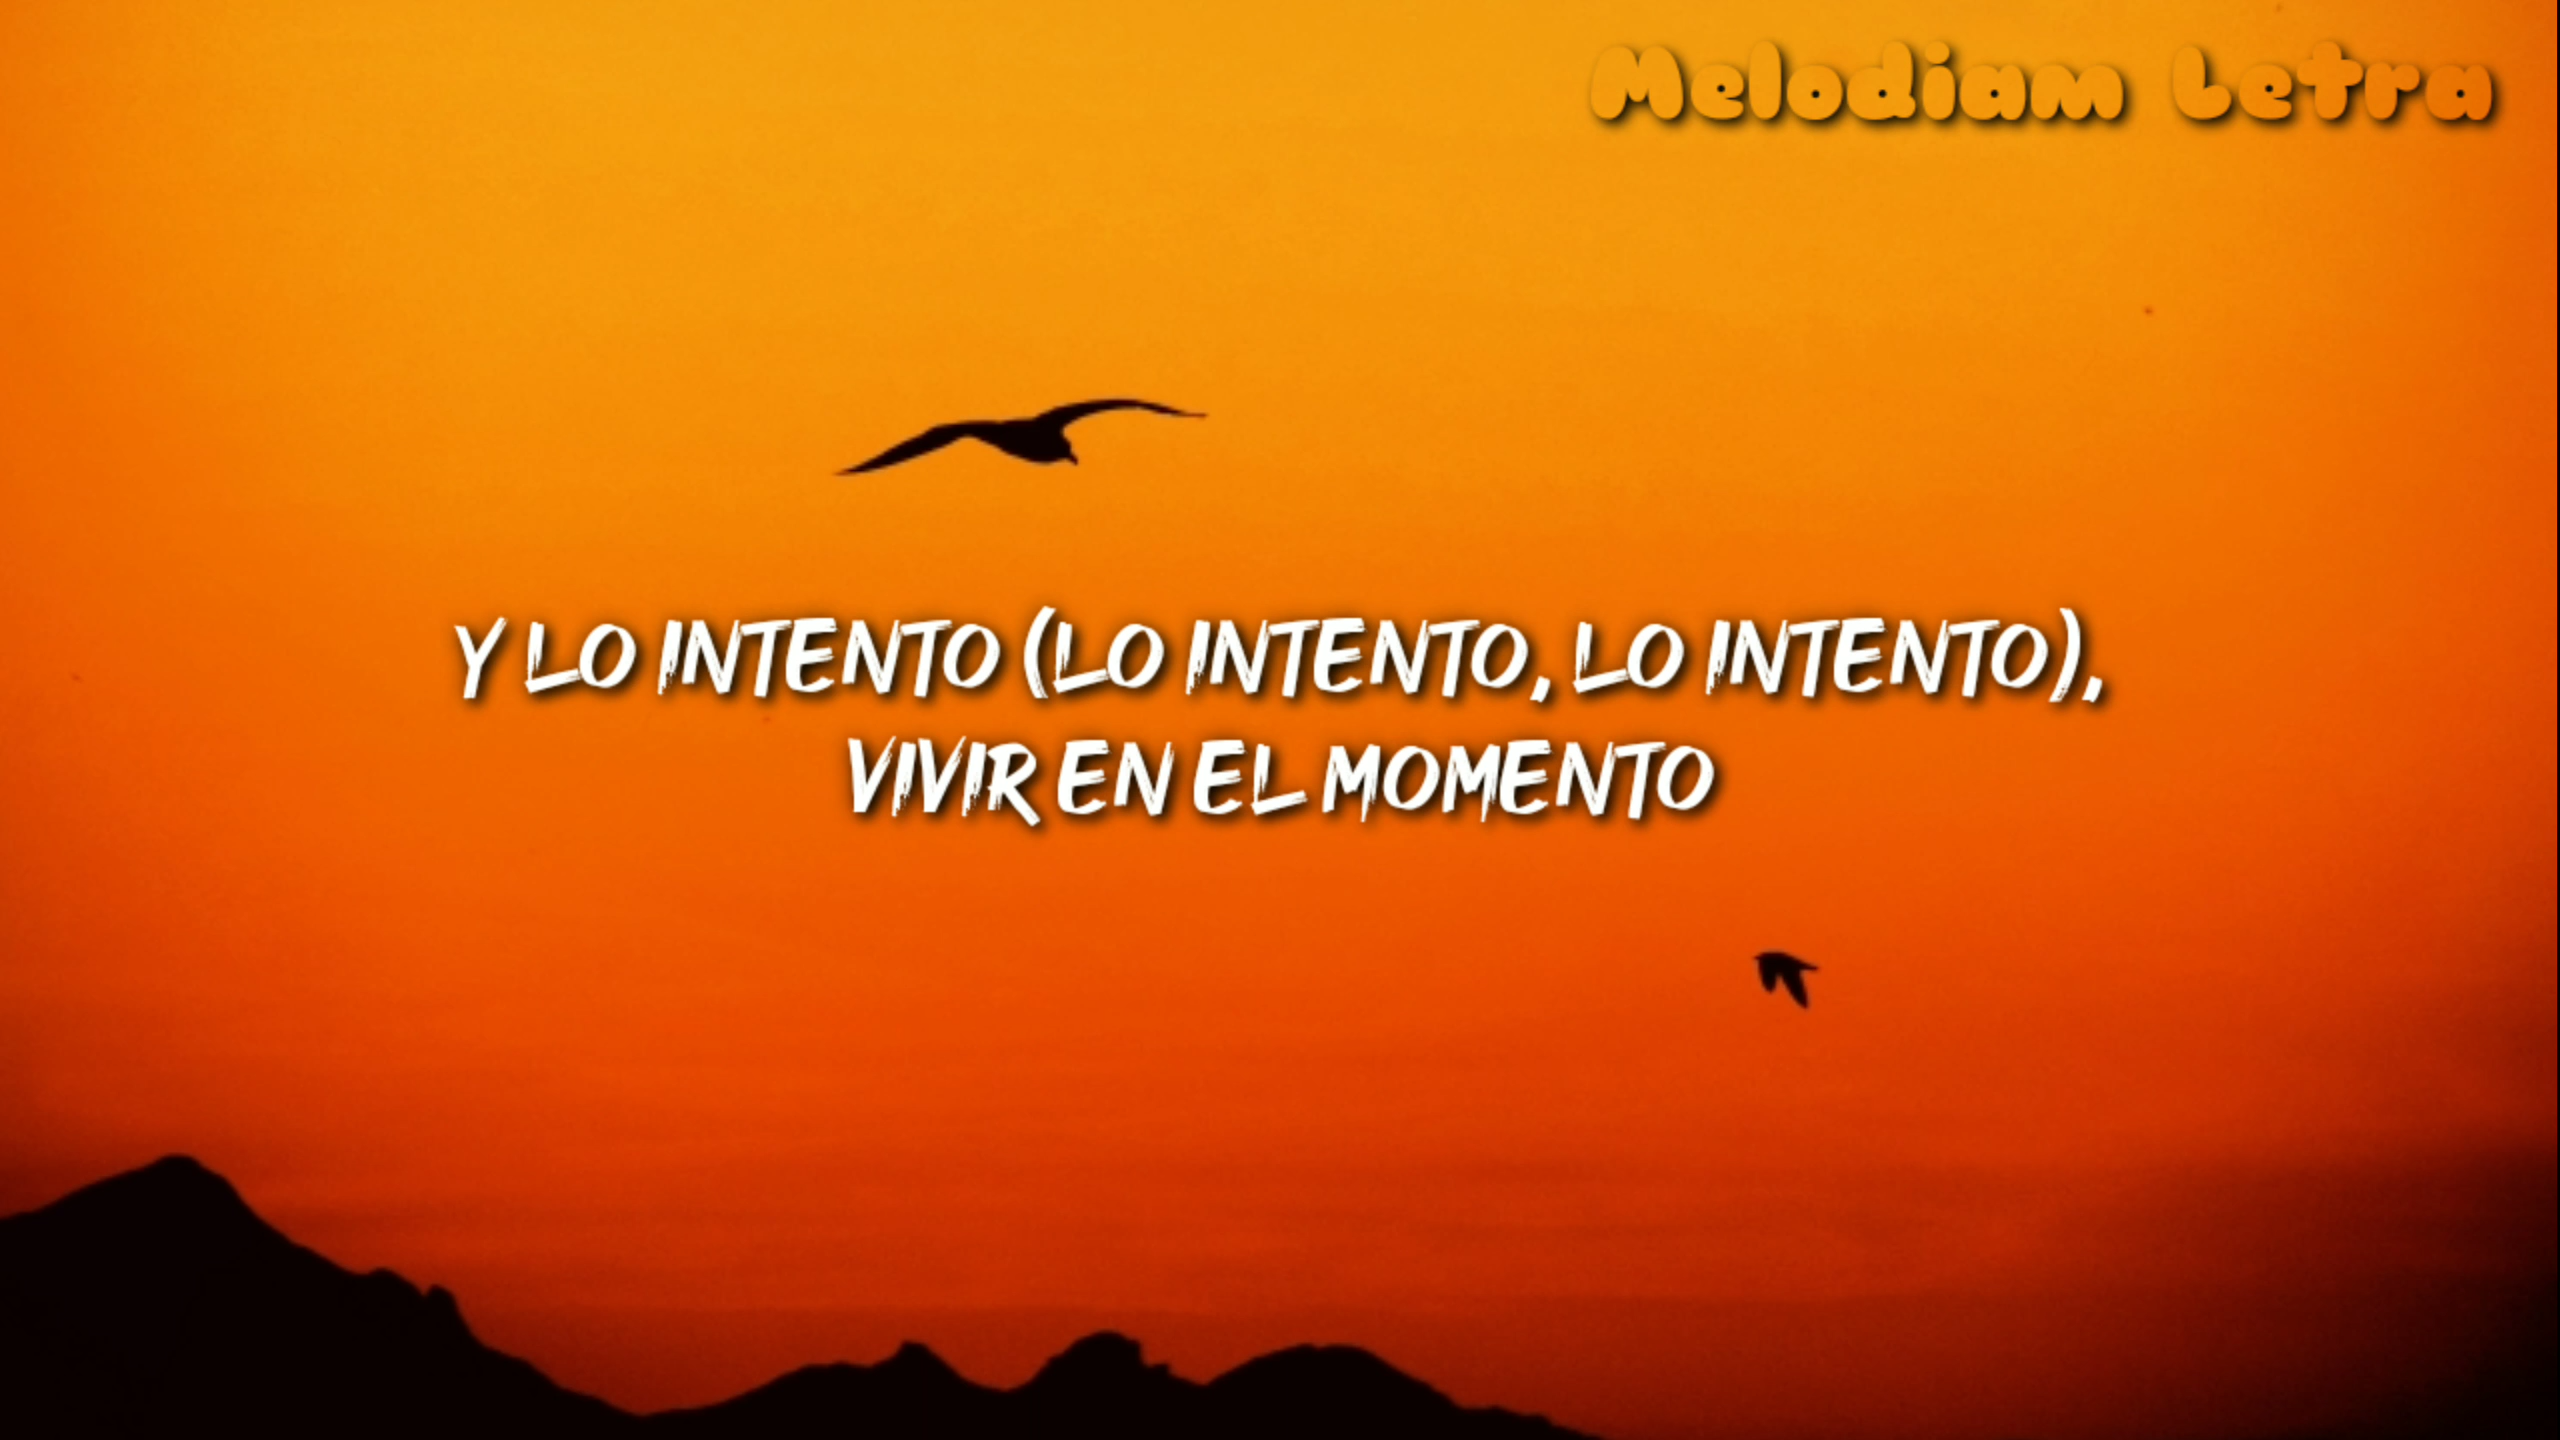 Melodiam Letra
Y LO INTENTO (LO INTENTO, LO INTENTO),
VIVIR EN EL MOMENTO